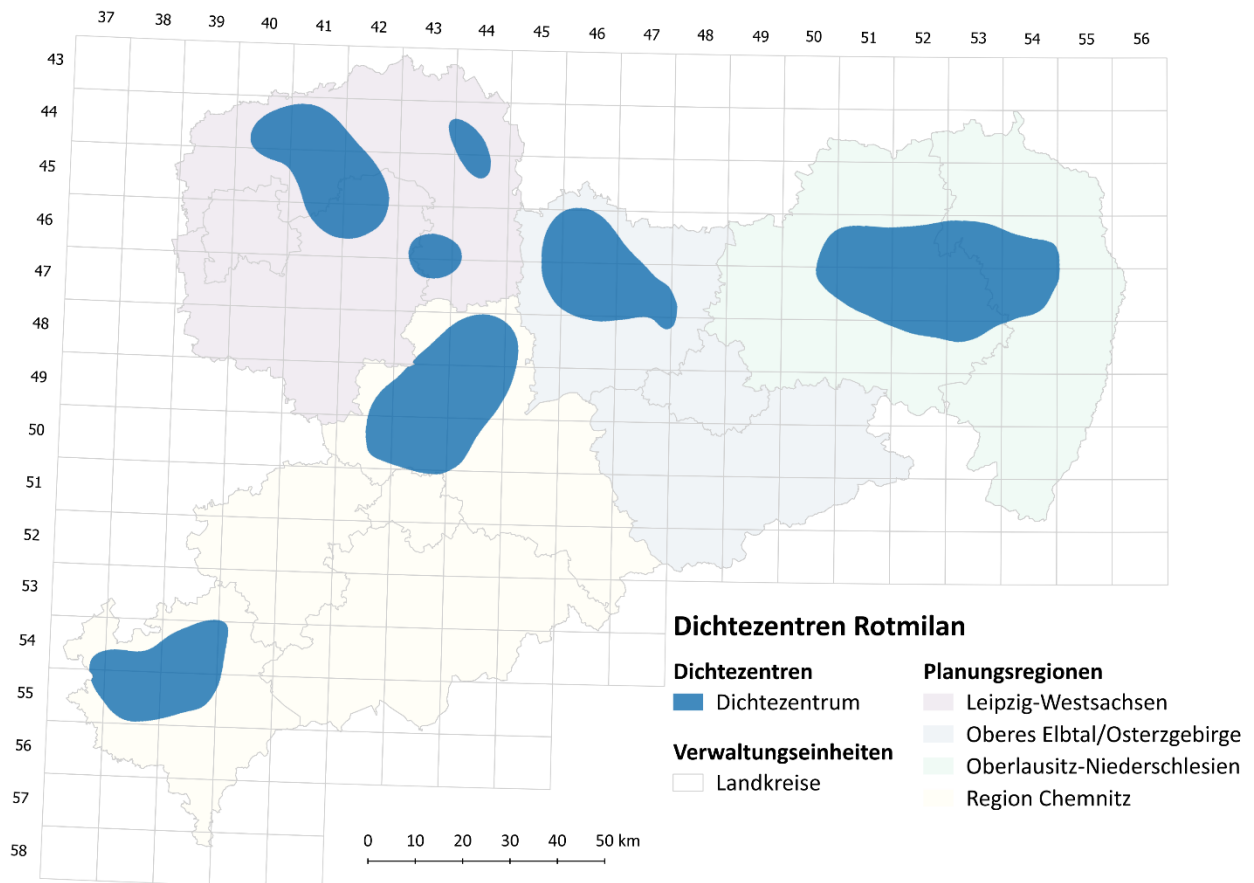 37 38 39 40 41 42 43 44 45 46 47 48 49 50 51 52 53 54 55 56
43
44
45
46
47
48
49
50
51
52
53
54
55
56
57
58
Dichtezentren Rotmilan
Dichtezentren
Dichtezentrum
Verwaltungseinheiten
Landkreise
Planungsregionen
Leipzig-Westsachsen
Oberes Elbtal/Osterzgebirge
Oberlausitz-Niederschlesien
Region Chemnitz
0 10 20 30 40 50 km